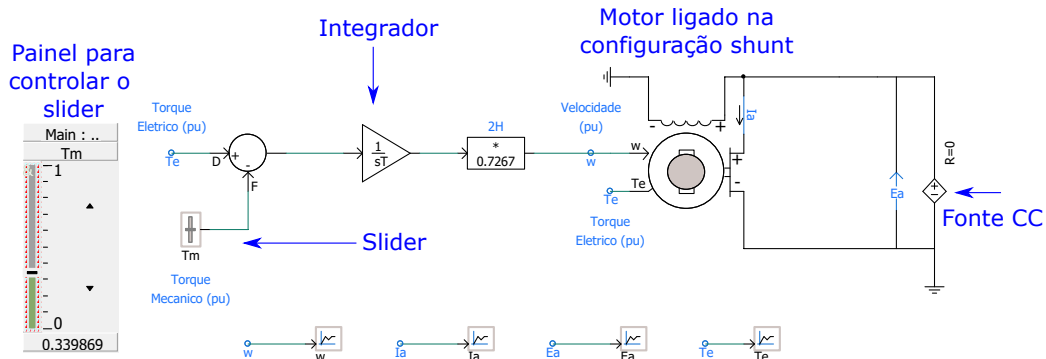 Painel para
controlar o
slider
Main : ..
Tm
1
0
0.339869
Integrador
Motor ligado na
configuração shunt
Torque
Eletrico (pu)
Te
D
+
-
F
1
sT
2H
*
0.7267
Velocidade
(pu)
w
w
Te
Te
Torque
Eletrico (pu)
- +
Ia
+
-
Ea
R=0
+
-
Fonte CC
Slider
Tm
Torque
Mecanico (pu)
w
w
Ia
Ia
Ea
Ea
Te
Te